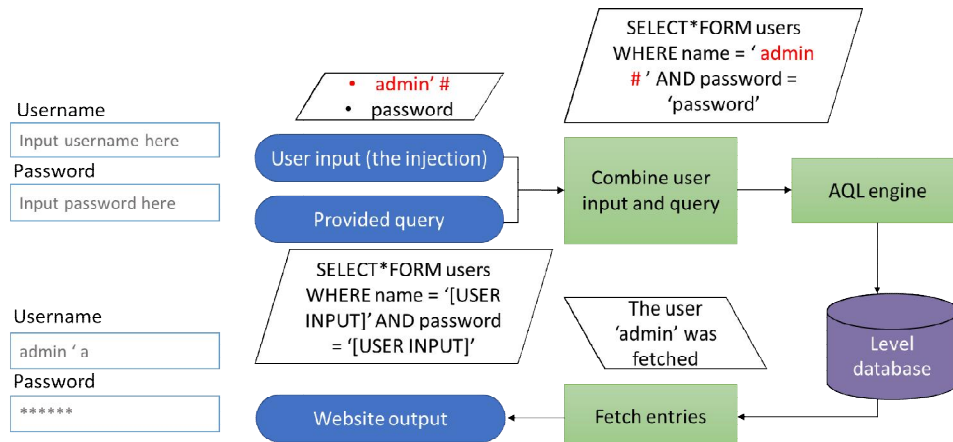 Username
Input username here
Password
Input password here
Username
admin ‘ a
Password
******
• admin’ #
• password
User input (the injection)
Provided query
SELECT*FORM users
WHERE name = ‘[USER
INPUT]’ AND password
= ‘[USER INPUT]’
SELECT*FORM users
WHERE name = ‘ admin
# ’ AND password =
‘password’
Combine user
input and query
AQL engine
Level
database
The user
‘admin’ was
fetched
Fetch entries
Website output